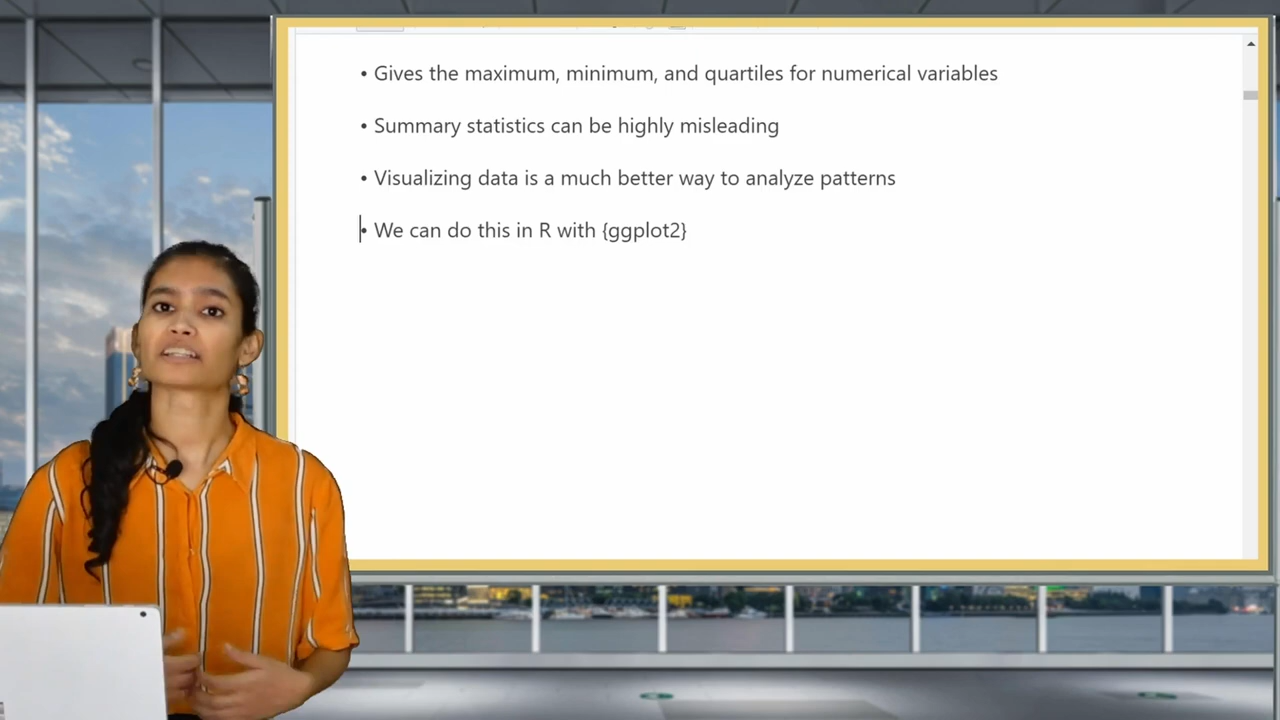 • Gives the maximum, minimum, and quartiles for numerical variables
• Summary statistics can be highly misleading
• Visualizing data is a much better way to analyze patterns
• We can do this in R with {ggplot2}